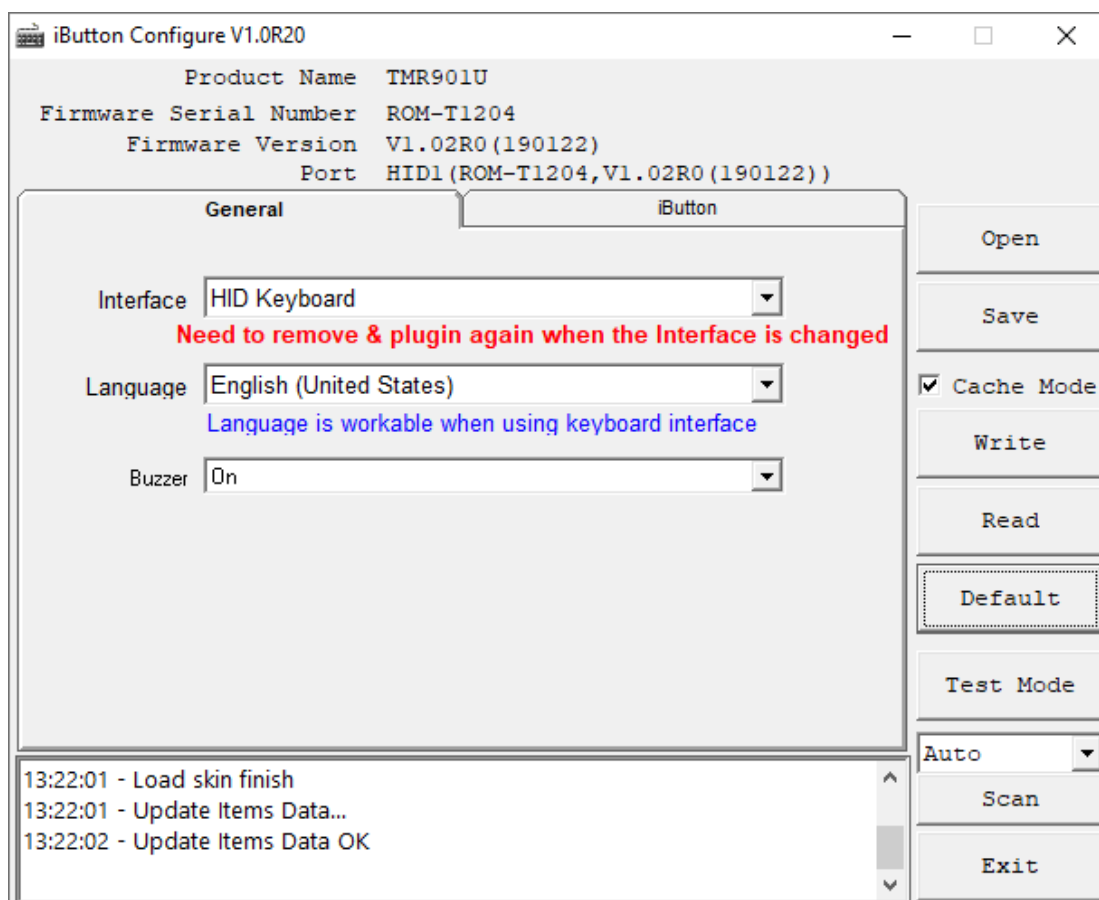 iButton Configure V1.0R20
Product Name TMR901U
Firmware Serial Number ROM-T1204
Firmware Version V1.02R0(190122)
Port HID1(ROM-T1204,V1.02R0(190122))
General
iButton
Interface HID Keyboard
Need to remove & plugin again when the Interface is changed
Language English (United States)
Language is workable when using keyboard interface
Buzzer On
Open
Save
Cache Mode
Write
Read
Default
Test Mode
Auto
Scan
Exit
13:22:01 - Load skin finish
13:22:01 - Update Items Data...
13:22:02 - Update Items Data OK